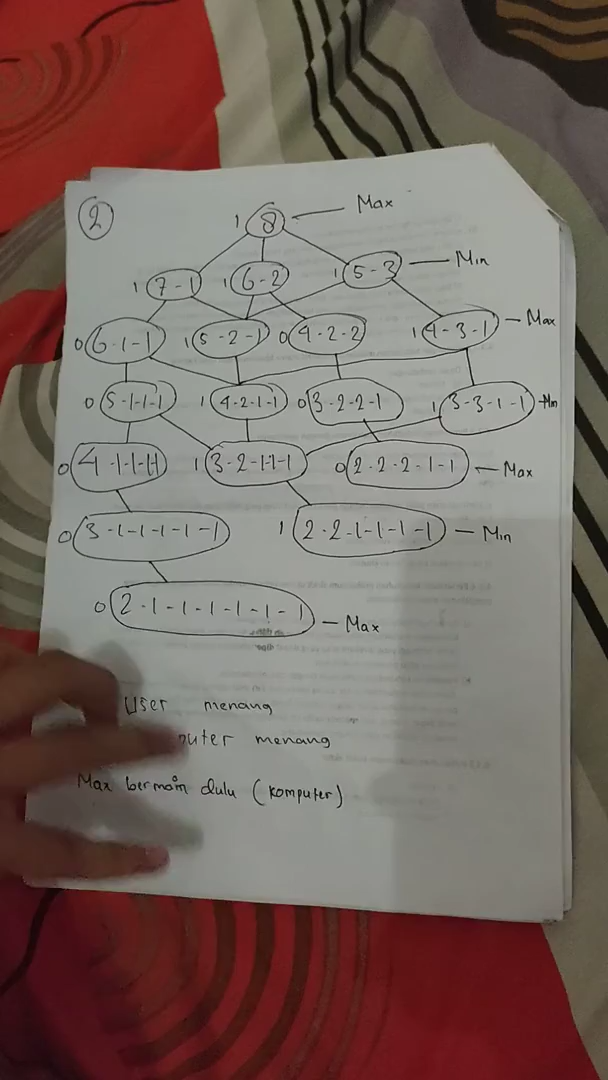 2
1 8 Max
1 7-1 1 6-2 1 5-3 Min
0 6-1-1 1 5-2-1 0 4-2-2 1 4-3-1 Max
0 5-1-1-1 1 4-2-1-1 0 3-2-2-1 1 3-3-1-1 Min
0 4-1-1-1-1 1 3-2-1-1-1 0 2-2-2-1-1 Max
0 3-1-1-1-1-1 1 2-2-1-1-1-1 Min
0 2-1-1-1-1-1-1 Max
User menang
menang
Max bermain dulu (komputer)